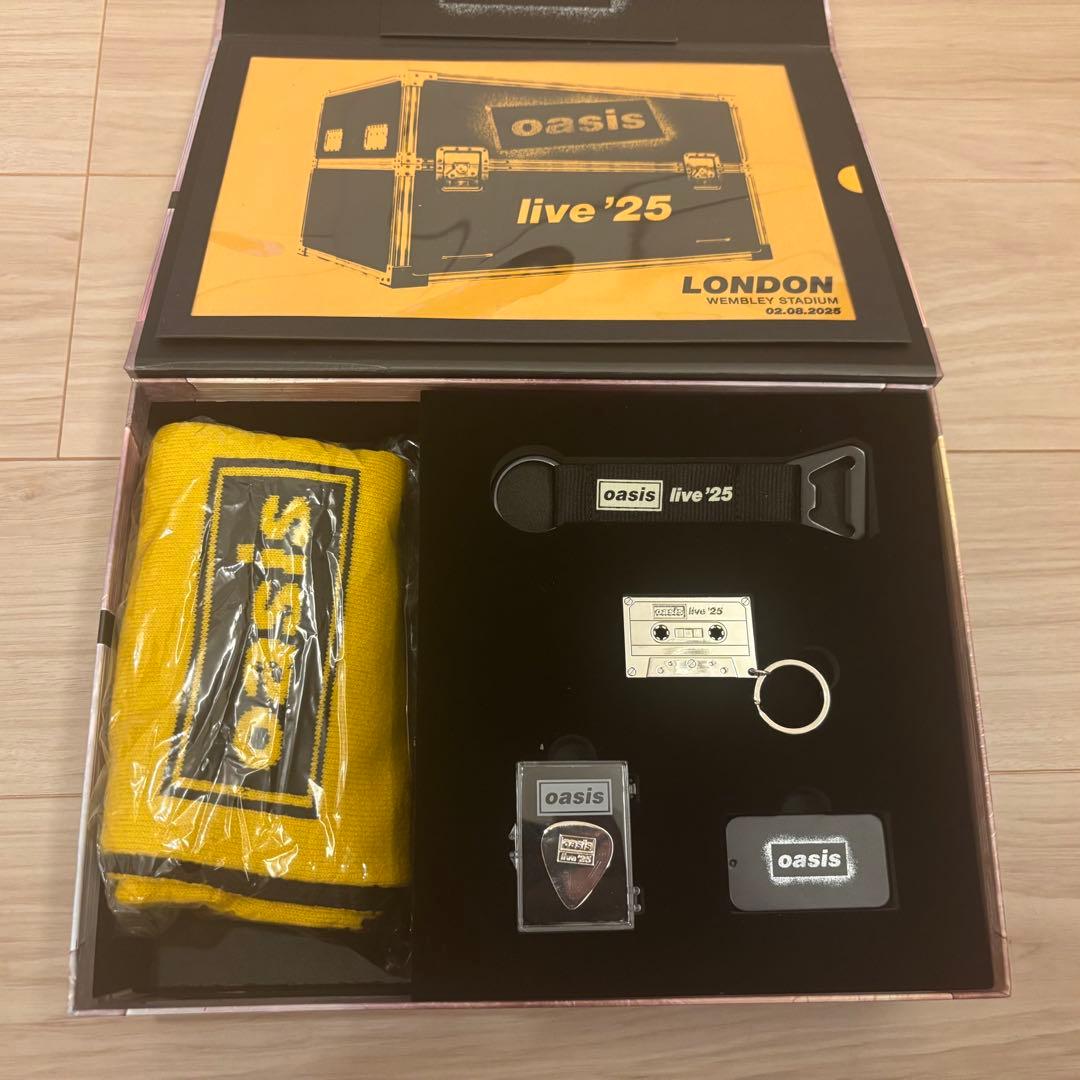 oasis
live '25
LONDON
WEMBLEY STADIUM
02.08.2025
oasis
oasis live '25
oasis live '25
oasis
oasis
live '25
oasis